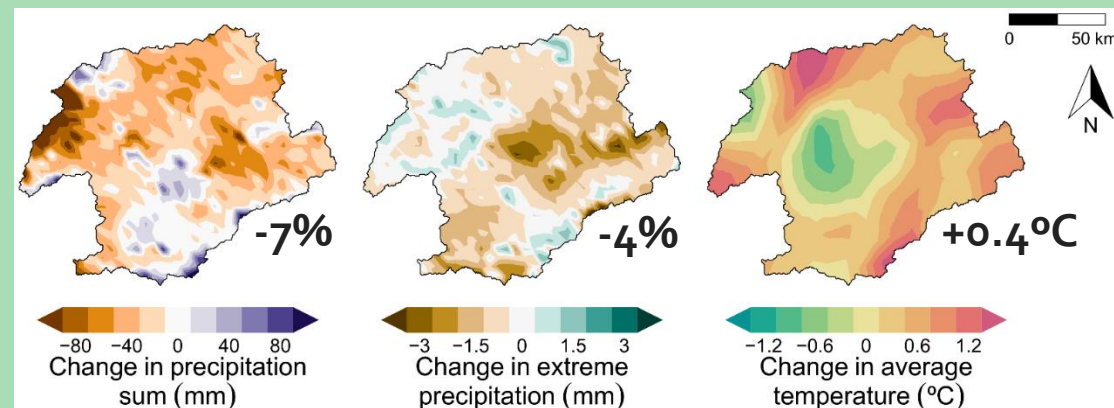 0 50 km
N
-7%
-4%
+0.4ºC
−80 −40 0 40 80
Change in precipitation
sum (mm)
−3 −1.5 0 1.5 3
Change in extreme
precipitation (mm)
−1.2 −0.6 0 0.6 1.2
Change in average
temperature (ºC)